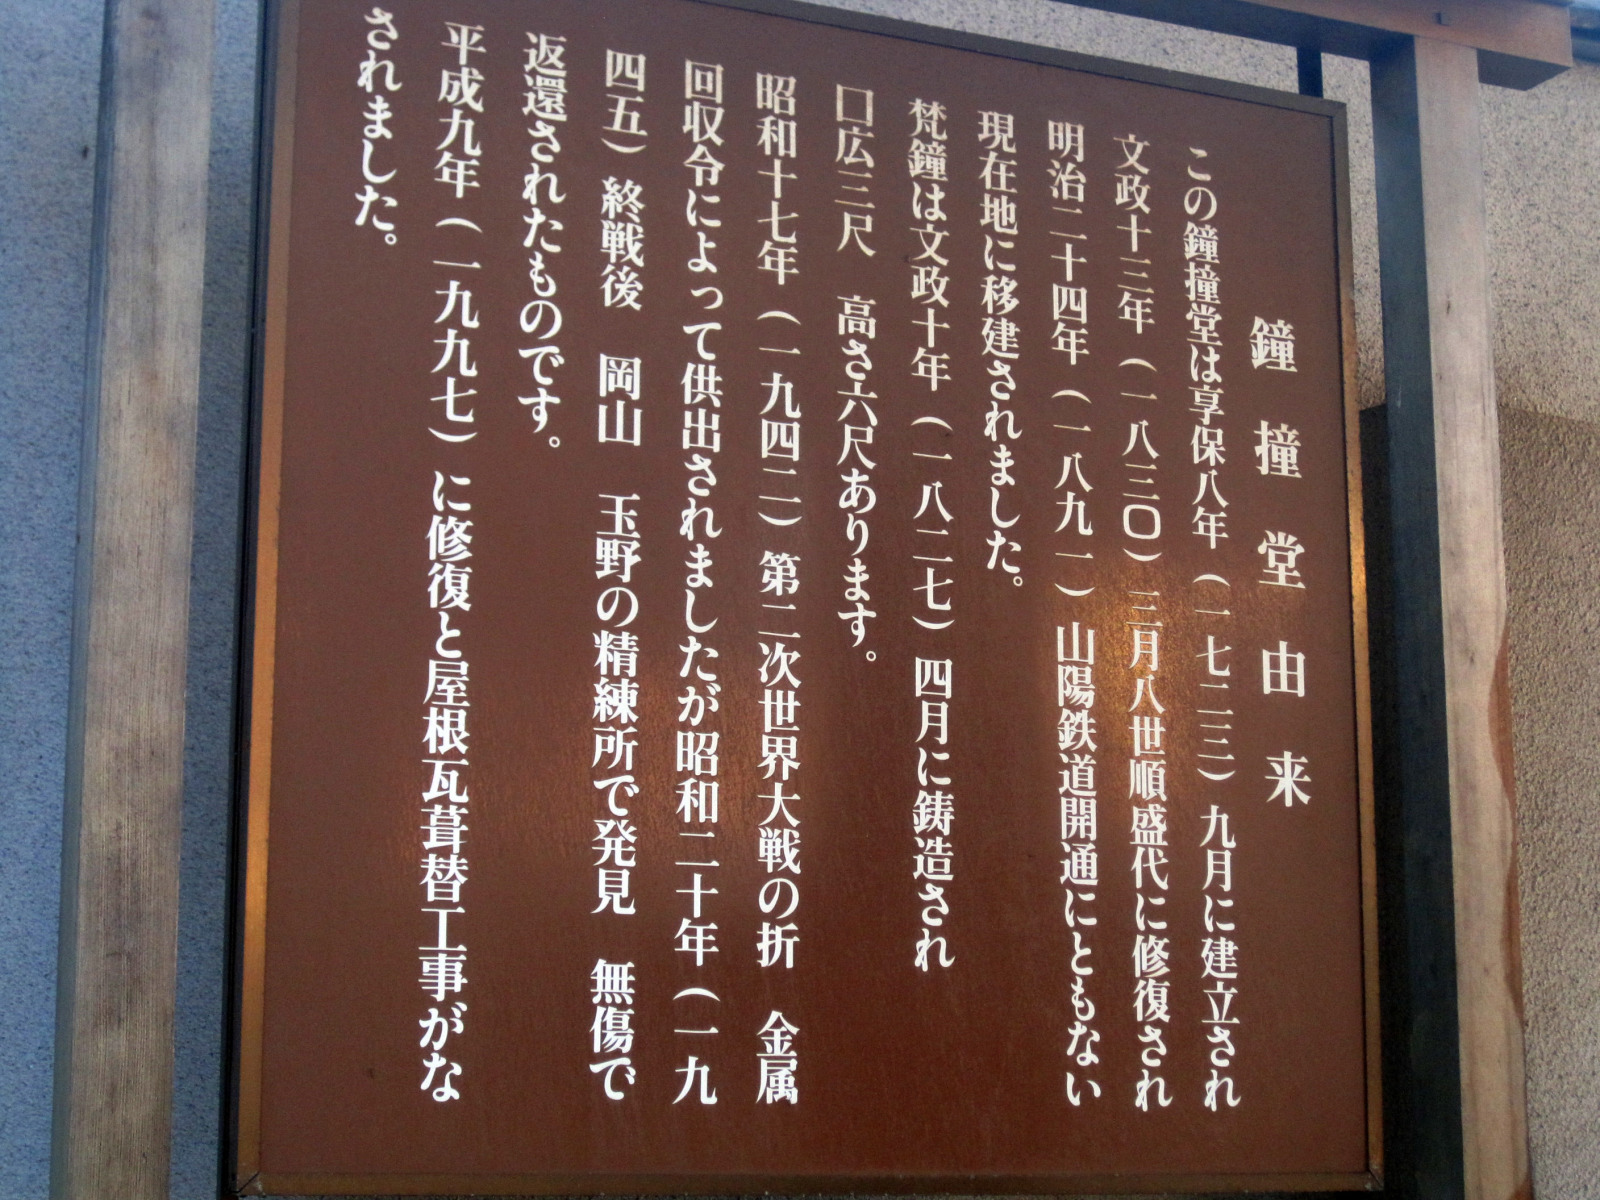 鐘撞堂由来
この鐘撞堂は享保八年（一七二三）九月に建立され
文政十三年（一八三〇）三月八世順盛代に修復され
明治二十四年（一八九一）山陽鉄道開通にともない
現在地に移建されました。
梵鐘は文政十年（一八二七）四月に鋳造され
口広三尺　高さ六尺あります。
昭和十七年（一九四二）第二次世界大戦の折　金属
回収令によって供出されましたが昭和二十年（一九
四五）終戦後　岡山　玉野の精練所で発見　無傷で
返還されたものです。
平成九年（一九九七）に修復と屋根瓦葺替工事がな
されました。